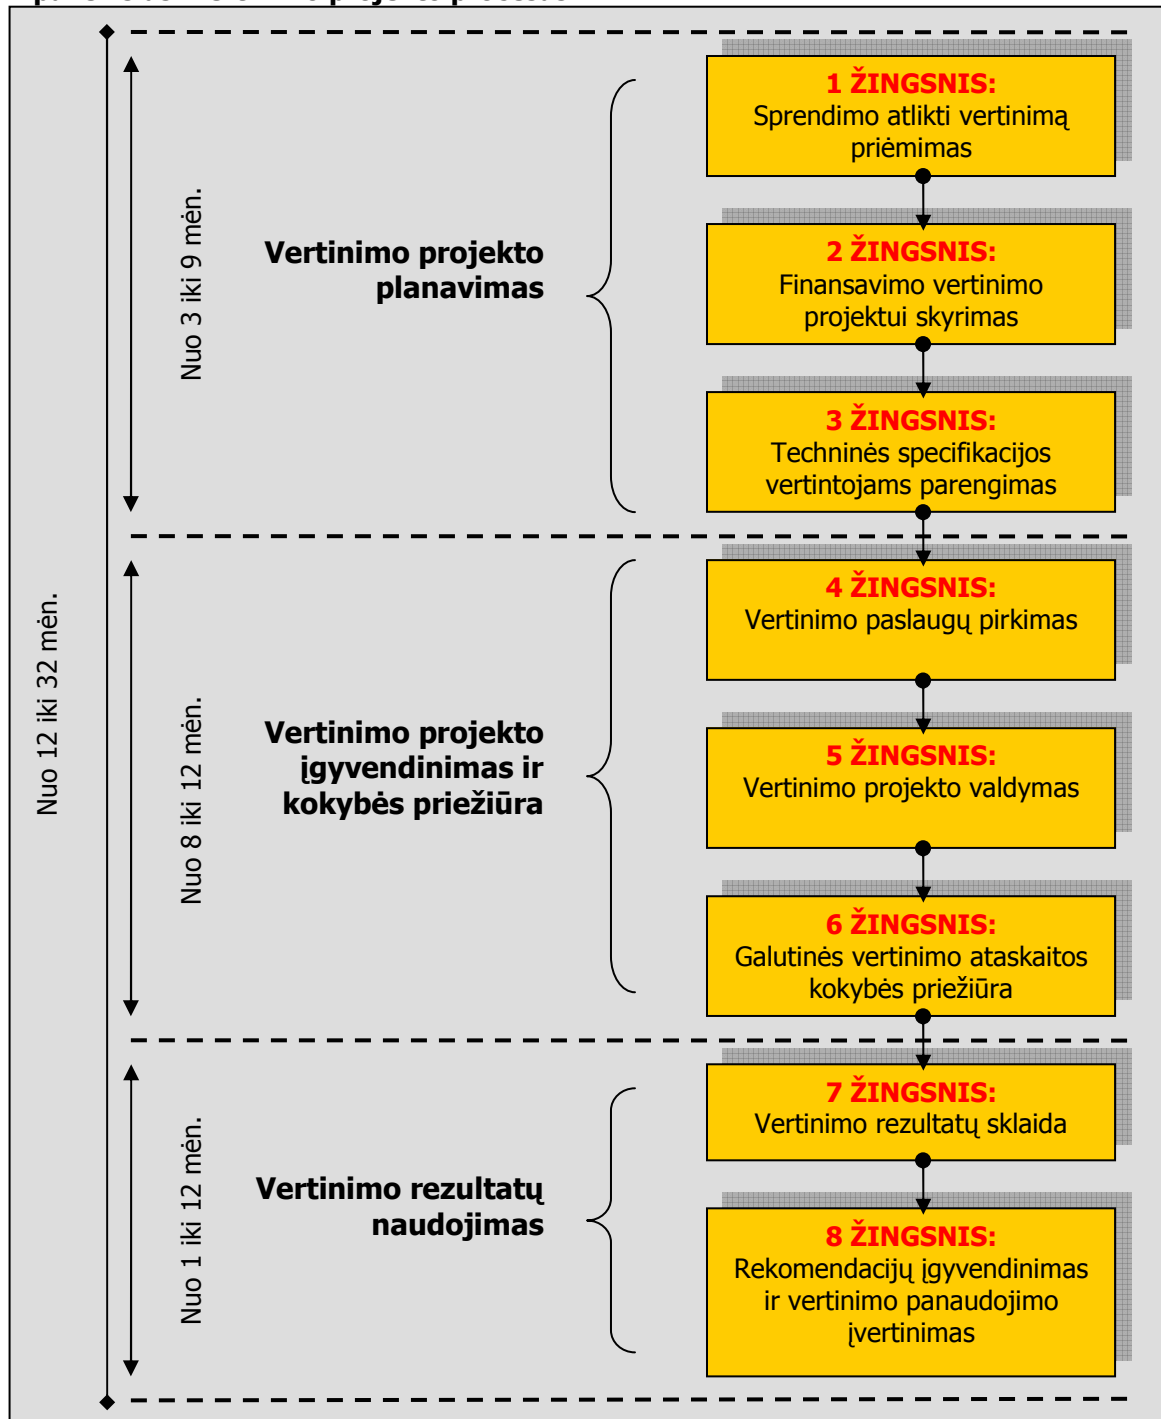 Nuo 12 iki 32 mėn.
Nuo 3 iki 9 mėn.
Vertinimo projekto
planavimas
1 ŽINGSNIS:
Sprendimo atlikti vertinimą
priėmimas
2 ŽINGSNIS:
Finansavimo vertinimo
projektui skyrimas
3 ŽINGSNIS:
Techninės specifikacijos
vertintojams parengimas
Nuo 8 iki 12 mėn.
Vertinimo projekto
įgyvendinimas ir
kokybės priežiūra
4 ŽINGSNIS:
Vertinimo paslaugų pirkimas
5 ŽINGSNIS:
Vertinimo projekto valdymas
6 ŽINGSNIS:
Galutinės vertinimo ataskaitos
kokybės priežiūra
Nuo 1 iki 12 mėn.
Vertinimo rezultatų
naudojimas
7 ŽINGSNIS:
Vertinimo rezultatų sklaida
8 ŽINGSNIS:
Rekomendacijų įgyvendinimas
ir vertinimo panaudojimo
įvertinimas